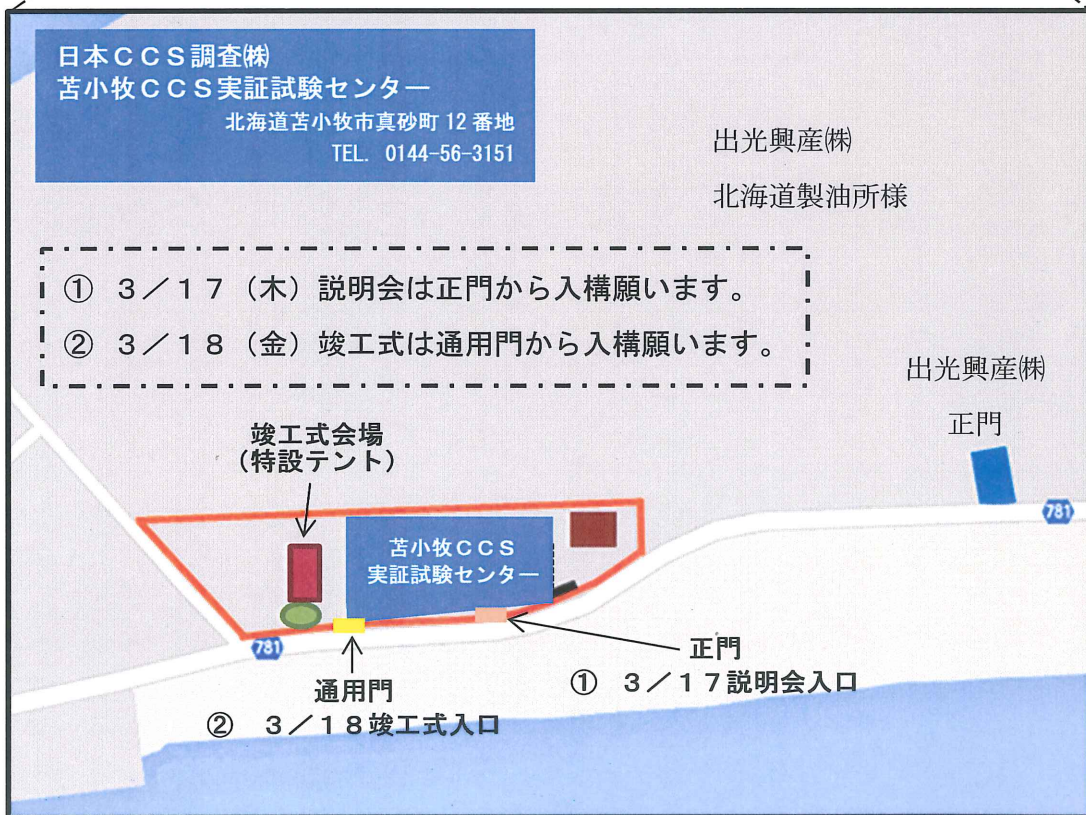 日本ＣＣＳ調査㈱
苫小牧ＣＣＳ実証試験センター
北海道苫小牧市真砂町 12 番地
TEL. 0144-56-3151
出光興産㈱
北海道製油所様
① ３／１７（木）説明会は正門から入構願います。
② ３／１８（金）竣工式は通用門から入構願います。
出光興産㈱
正門
竣工式会場
（特設テント）
781
苫小牧ＣＣＳ
実証試験センター
781
正門
① ３／１７説明会入口
通用門
② ３／１８竣工式入口